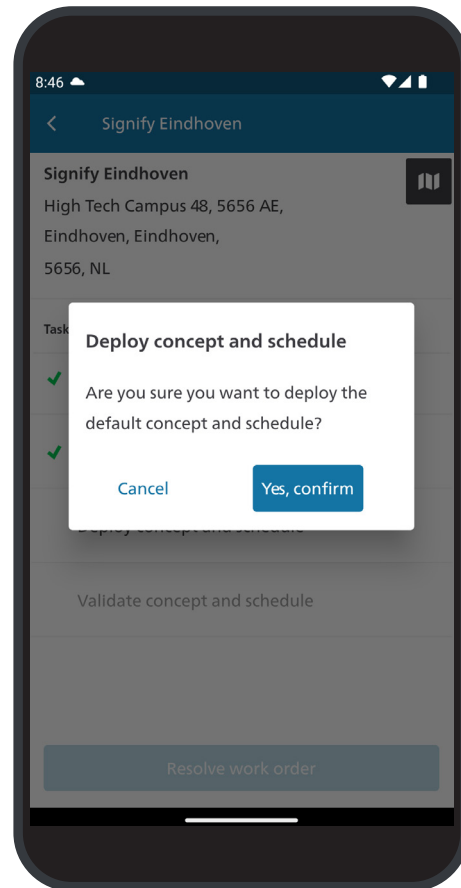 8:46
Signify Eindhoven
Signify Eindhoven
High Tech Campus 48, 5656 AE,
Eindhoven, Eindhoven,
5656, NL
Task
Deploy concept and schedule
Are you sure you want to deploy the
default concept and schedule?
Cancel
Yes, confirm
Deploy concept and schedule
Validate concept and schedule
Resolve work order